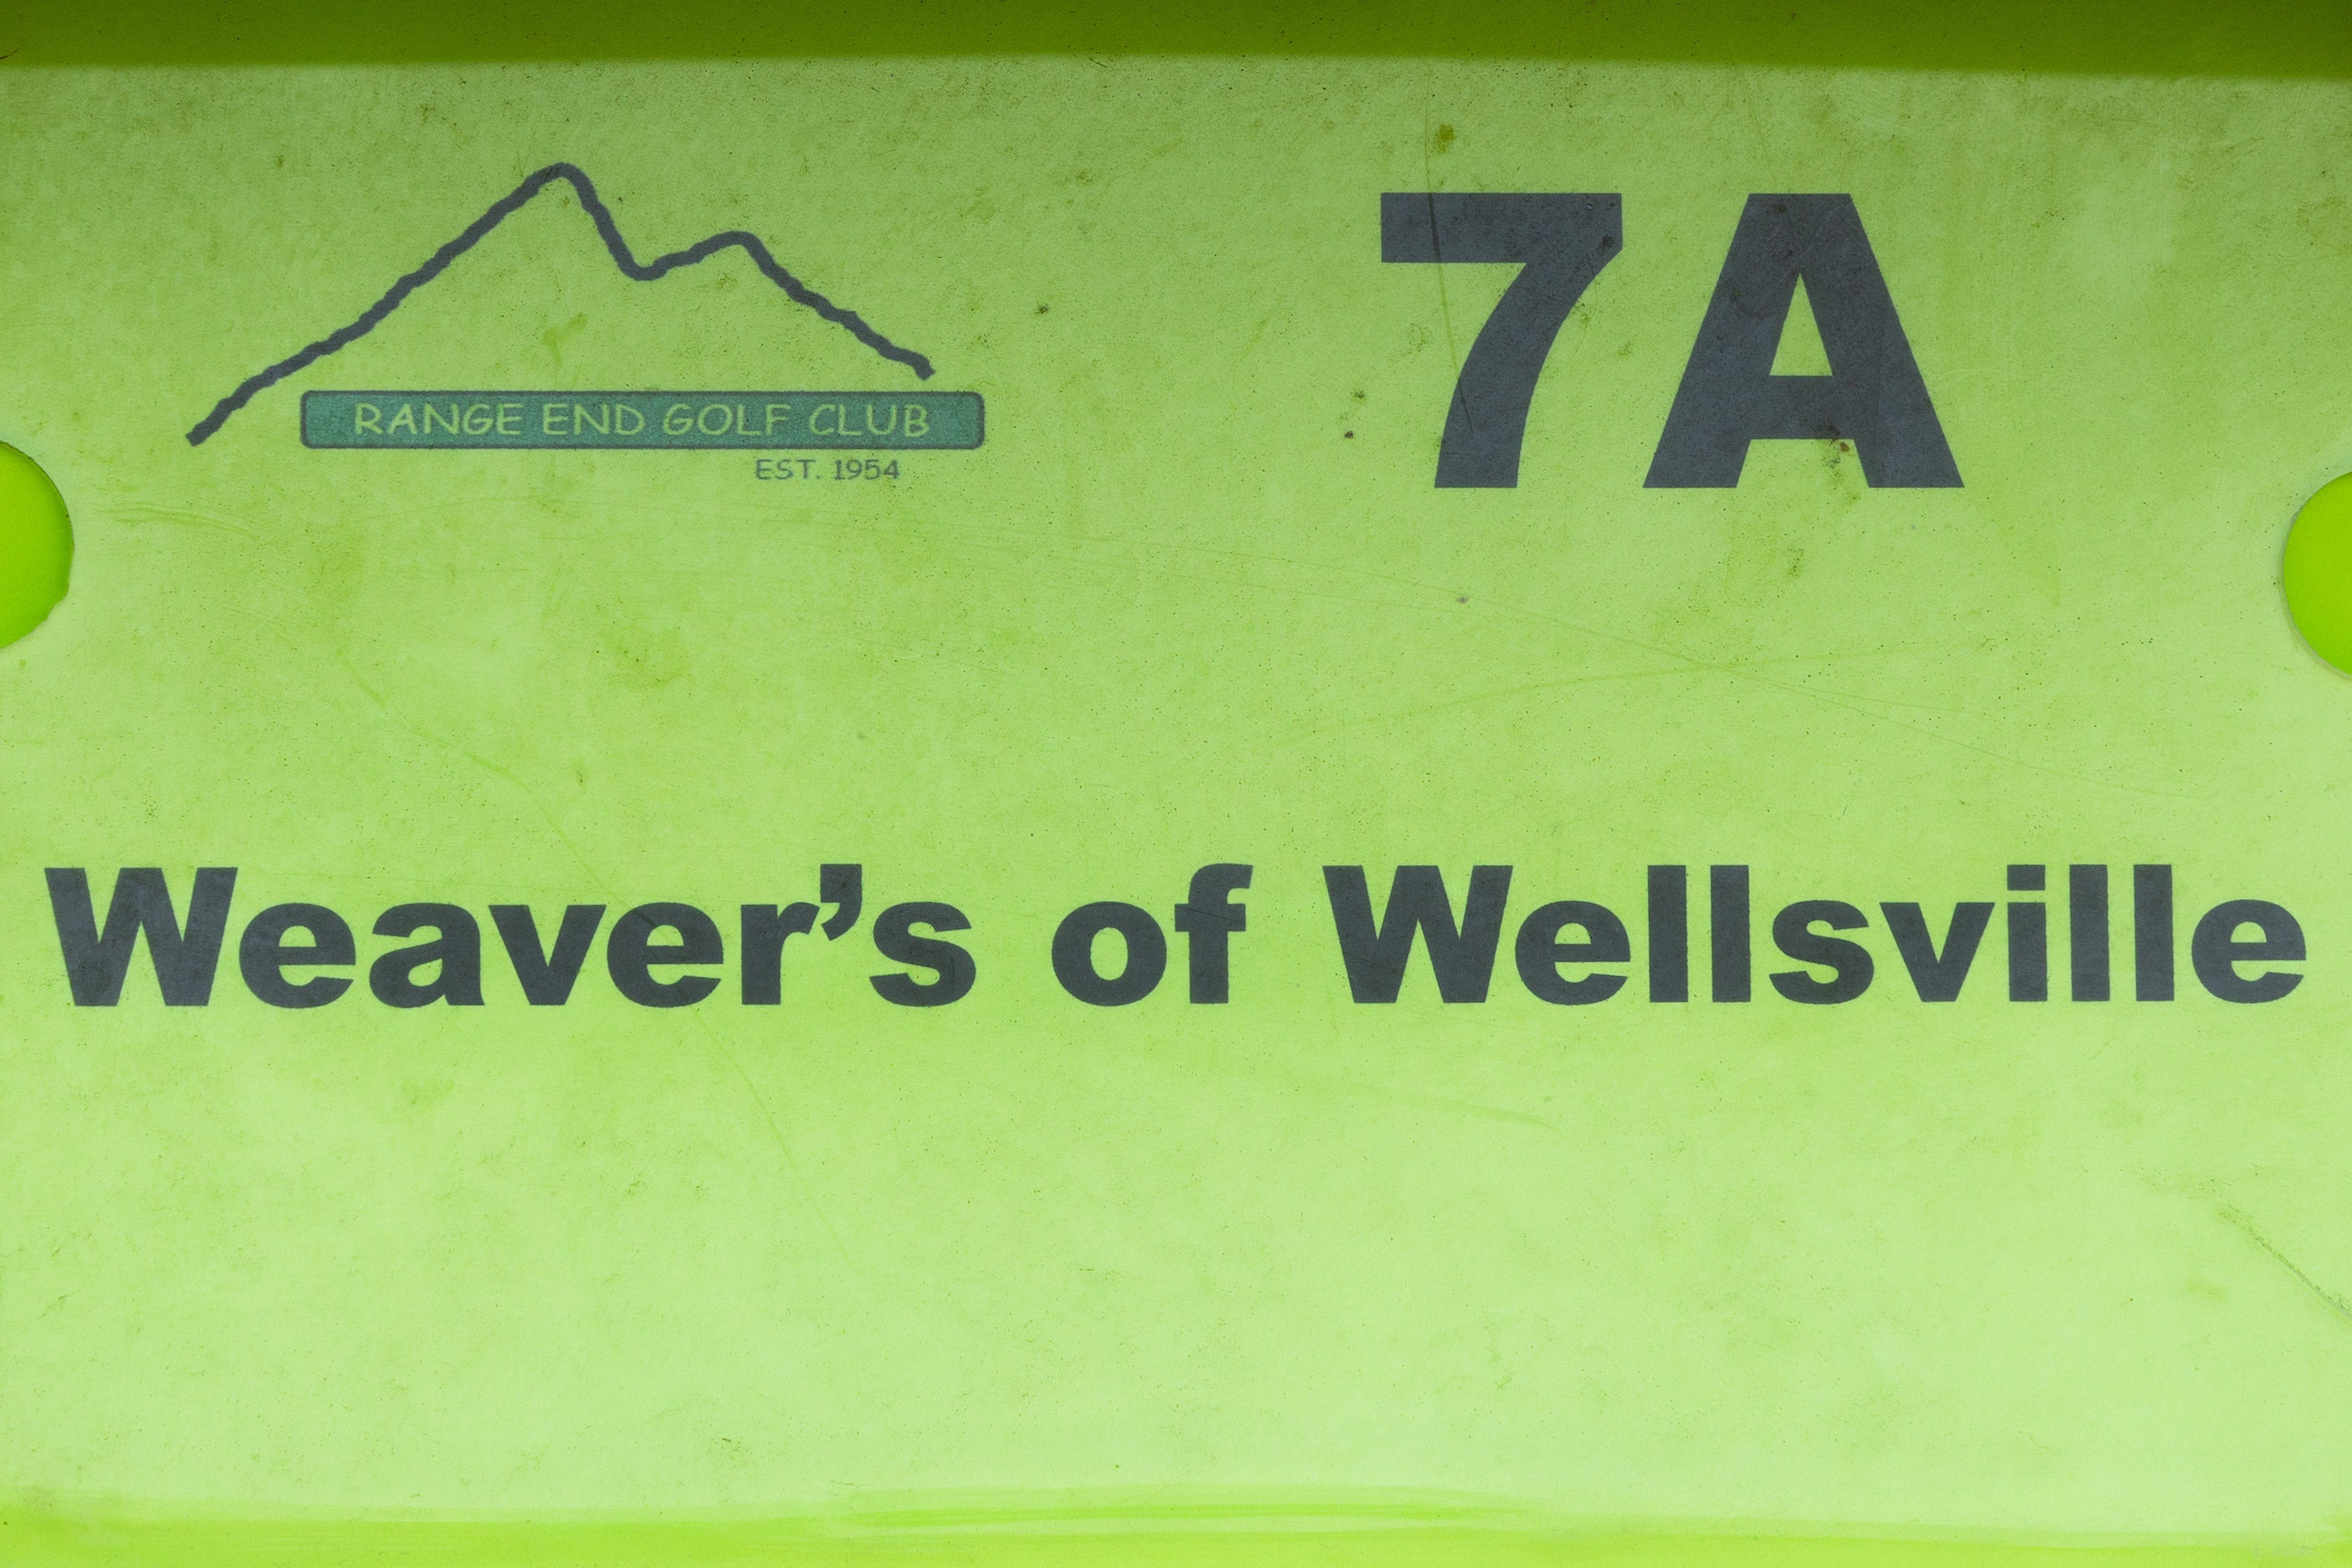 7A
RANGE END GOLF CLUB
EST. 1954
Weaver’s of Wellsville